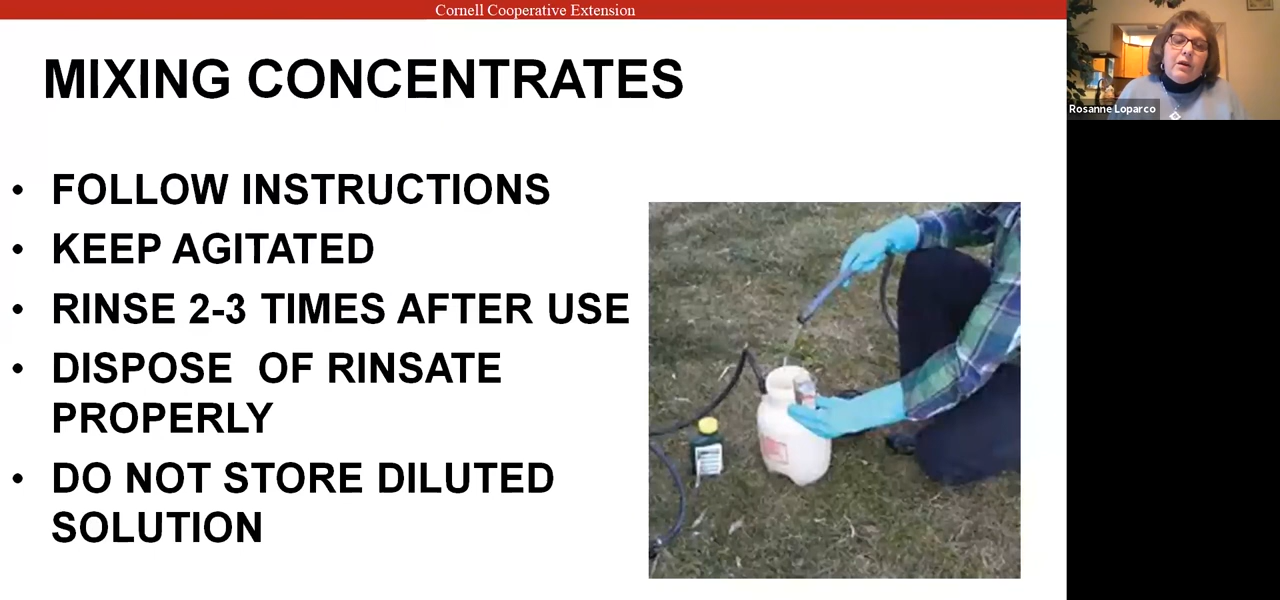 Cornell Cooperative Extension
MIXING CONCENTRATES
• FOLLOW INSTRUCTIONS
• KEEP AGITATED
• RINSE 2-3 TIMES AFTER USE
• DISPOSE  OF RINSATE
PROPERLY
• DO NOT STORE DILUTED
SOLUTION
Rosanne Loparco